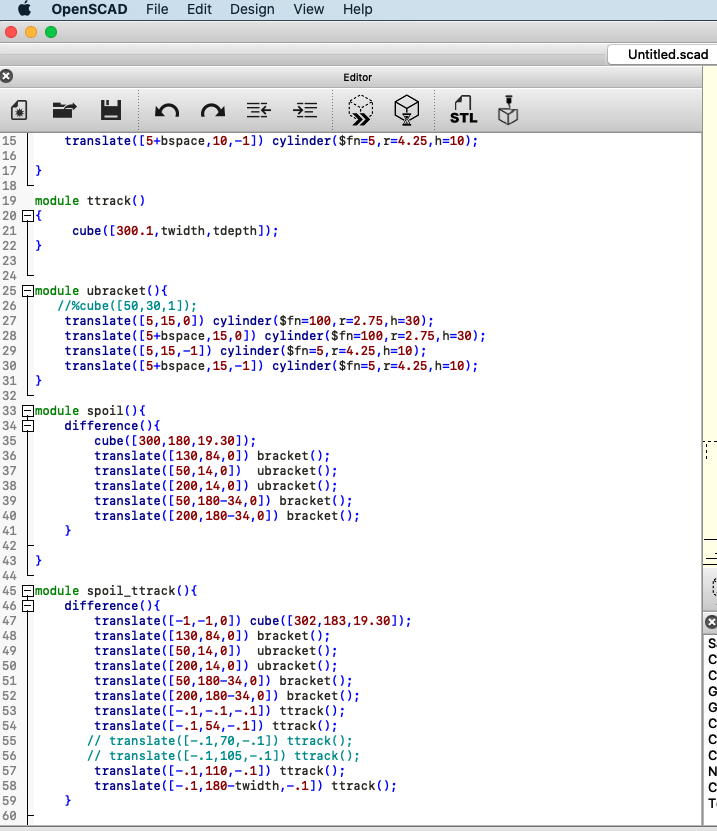 OpenSCAD File Edit Design View Help
Untitled.scad
Editor
STL
15 translate([5+bspace,10,-1]) cylinder($fn=5,r=4.25,h=10);
16
17 }
18
19 module ttrack()
20 {
21 cube([300.1,twidth,tdepth]);
22 }
23
24
25 module ubracket(){
26 //%cube([50,30,1]);
27 translate([5,15,0]) cylinder($fn=100,r=2.75,h=30);
28 translate([5+bspace,15,0]) cylinder($fn=100,r=2.75,h=30);
29 translate([5,15,-1]) cylinder($fn=5,r=4.25,h=10);
30 translate([5+bspace,15,-1]) cylinder($fn=5,r=4.25,h=10);
31 }
32
33 module spoil(){
34 difference(){
35 cube([300,180,19.30]);
36 translate([130,84,0]) bracket();
37 translate([50,14,0]) ubracket();
38 translate([200,14,0]) ubracket();
39 translate([50,180-34,0]) bracket();
40 translate([200,180-34,0]) bracket();
41 }
42
43 }
44
45 module spoil_ttrack(){
46 difference(){
47 translate([-1,-1,0]) cube([302,183,19.30]);
48 translate([130,84,0]) bracket();
49 translate([50,14,0]) ubracket();
50 translate([200,14,0]) ubracket();
51 translate([50,180-34,0]) bracket();
52 translate([200,180-34,0]) bracket();
53 translate([-.1,-.1,-.1]) ttrack();
54 translate([-.1,54,-.1]) ttrack();
55 // translate([-.1,70,-.1]) ttrack();
56 // translate([-.1,105,-.1]) ttrack();
57 translate([-.1,110,-.1]) ttrack();
58 translate([-.1,180-twidth,-.1]) ttrack();
59 }
60